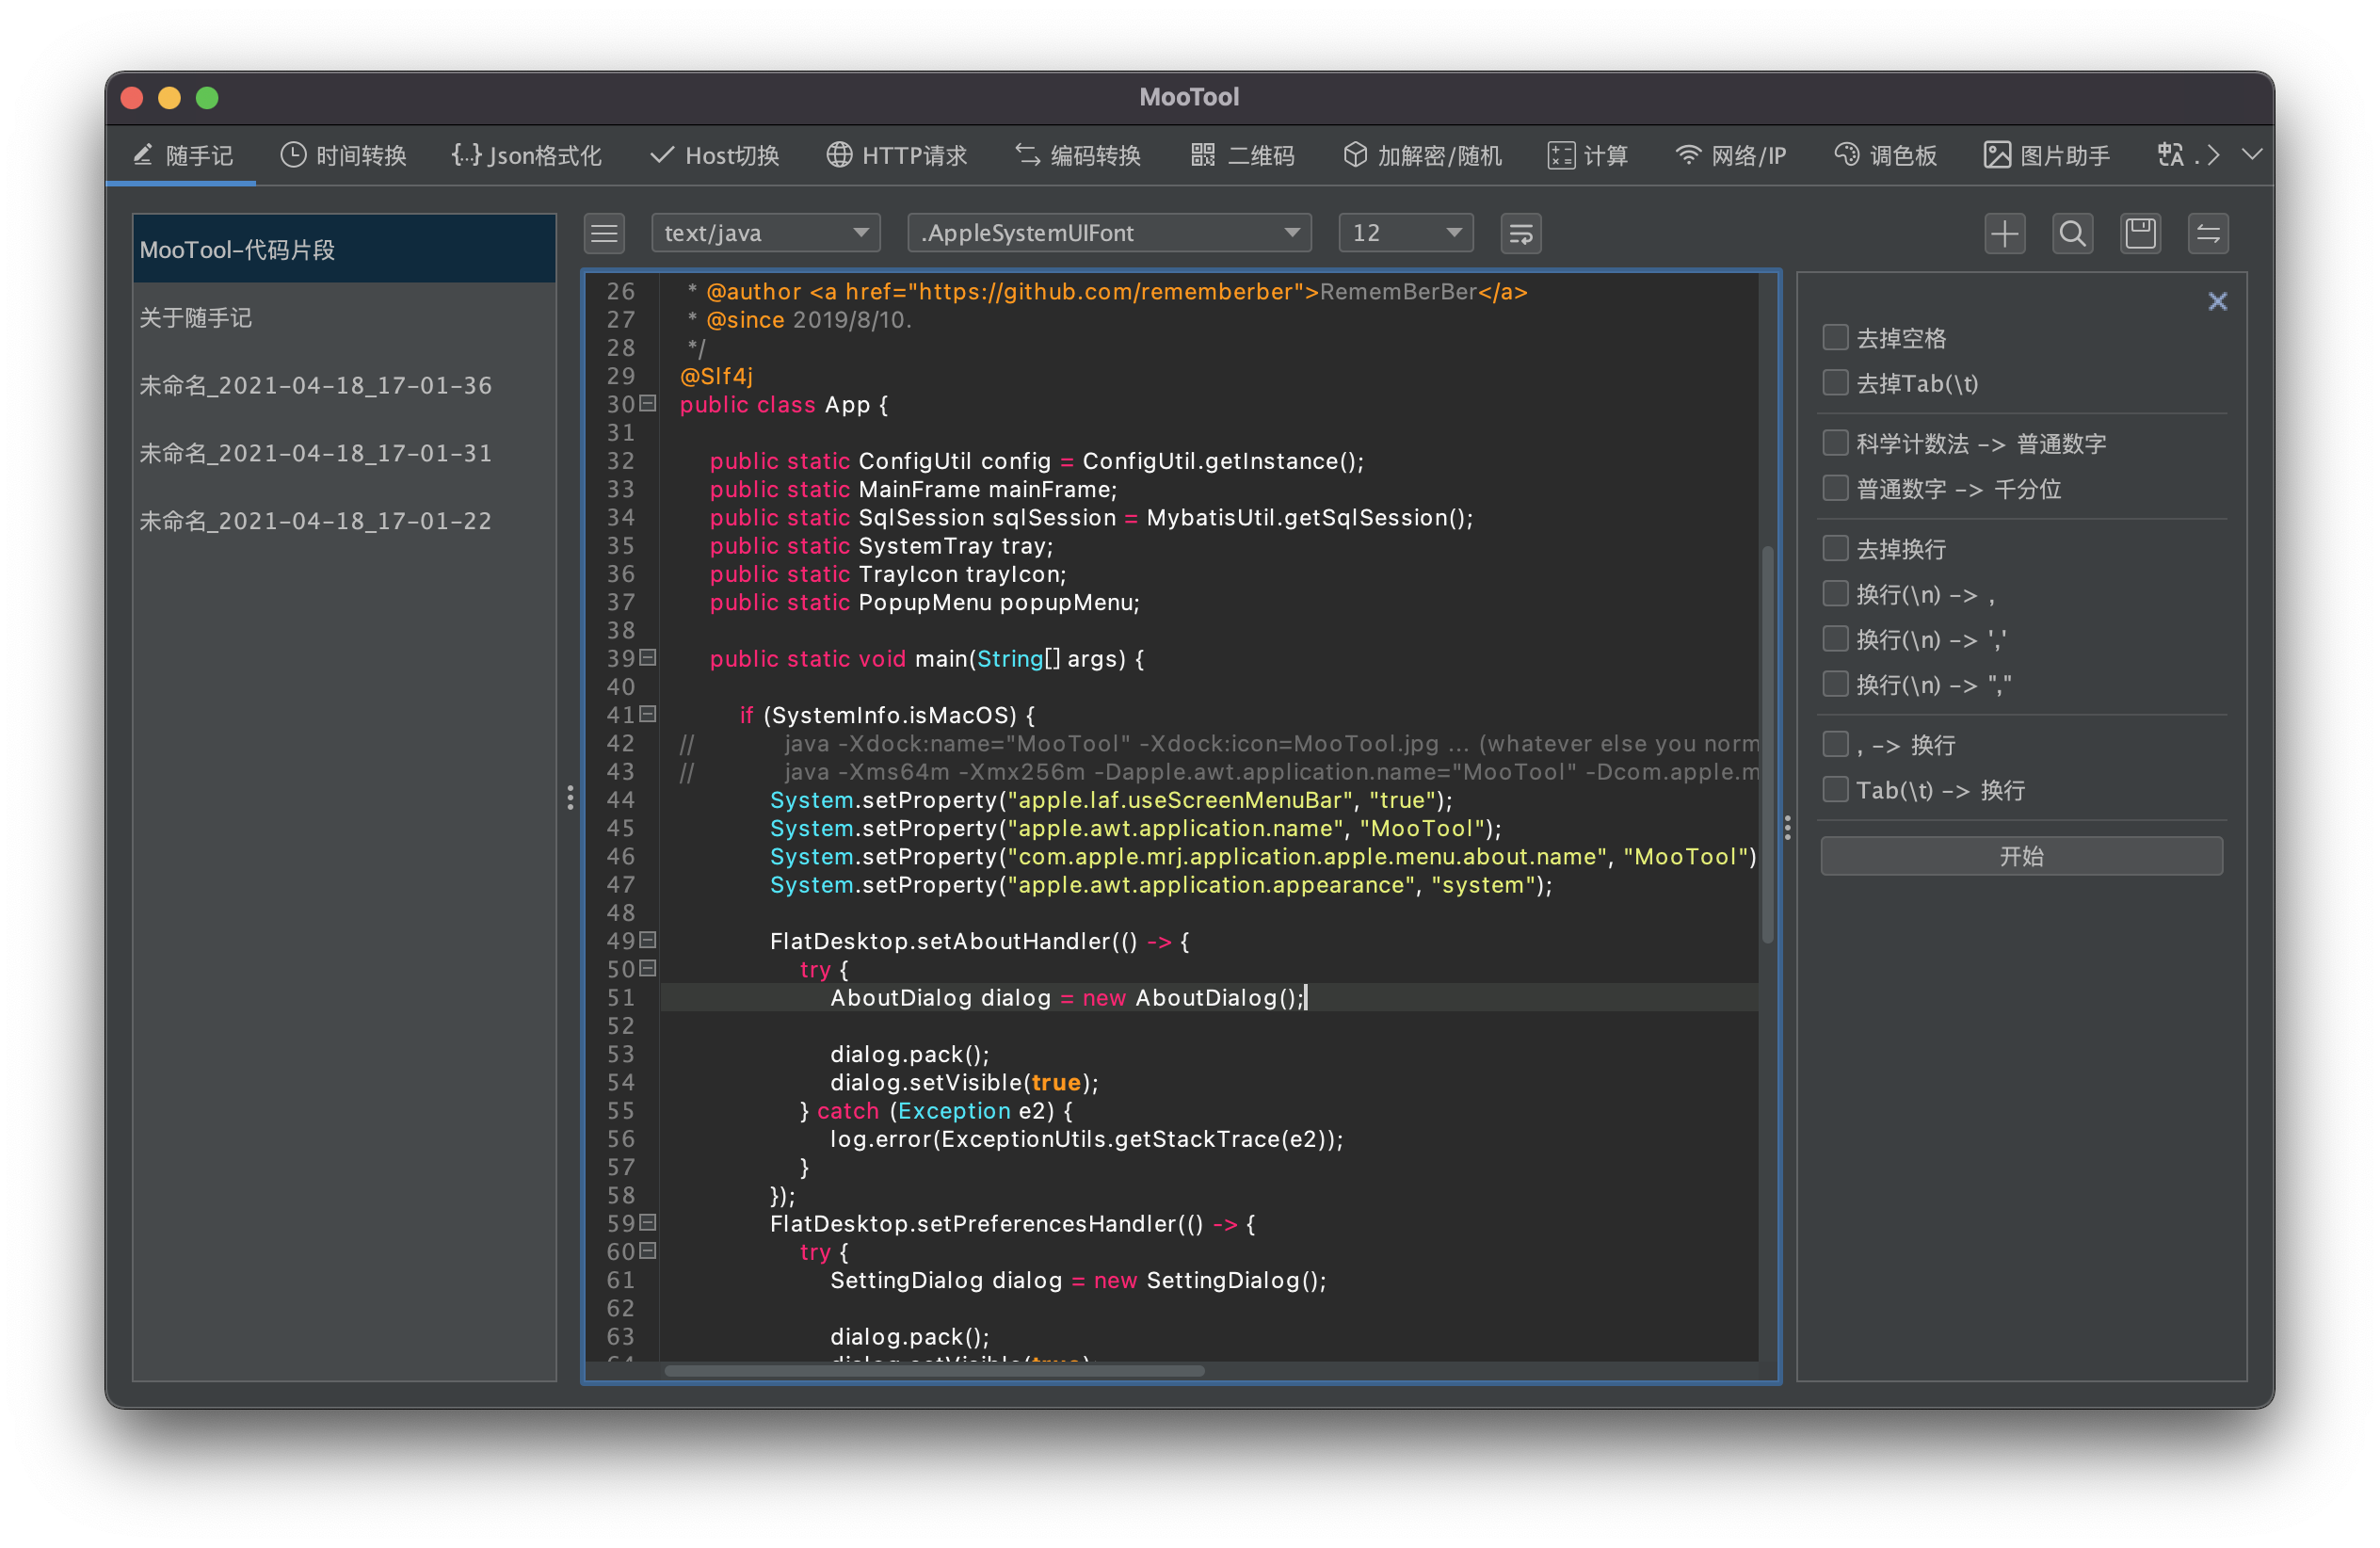 MooTool
随手记 时间转换 {...} Json格式化 Host切换 HTTP请求 编码转换 二维码 加解密/随机 计算 网络/IP 调色板 图片助手 中A .
MooTool-代码片段
关于随手记
未命名_2021-04-18_17-01-36
未命名_2021-04-18_17-01-31
未命名_2021-04-18_17-01-22
text/java .AppleSystemUIFont 12
26 * @author <a href="https://github.com/rememberber">RememBerBer</a>
27 * @since 2019/8/10.
28 */
29 @Slf4j
30 public class App {
31
32 public static ConfigUtil config = ConfigUtil.getInstance();
33 public static MainFrame mainFrame;
34 public static SqlSession sqlSession = MybatisUtil.getSqlSession();
35 public static SystemTray tray;
36 public static TrayIcon trayIcon;
37 public static PopupMenu popupMenu;
38
39 public static void main(String[] args) {
40
41 if (SystemInfo.isMacOS) {
42 // java -Xdock:name="MooTool" -Xdock:icon=MooTool.jpg ... (whatever else you norm
43 // java -Xms64m -Xmx256m -Dapple.awt.application.name="MooTool" -Dcom.apple.m
44 System.setProperty("apple.laf.useScreenMenuBar", "true");
45 System.setProperty("apple.awt.application.name", "MooTool");
46 System.setProperty("com.apple.mrj.application.apple.menu.about.name", "MooTool")
47 System.setProperty("apple.awt.application.appearance", "system");
48
49 FlatDesktop.setAboutHandler(() -> {
50 try {
51 AboutDialog dialog = new AboutDialog();
52
53 dialog.pack();
54 dialog.setVisible(true);
55 } catch (Exception e2) {
56 log.error(ExceptionUtils.getStackTrace(e2));
57 }
58 });
59 FlatDesktop.setPreferencesHandler(() -> {
60 try {
61 SettingDialog dialog = new SettingDialog();
62
63 dialog.pack();
64 dialog.setVisible(true);
去掉空格
去掉Tab(\t)
科学计数法 -> 普通数字
普通数字 -> 千分位
去掉换行
换行(\n) -> ,
换行(\n) -> ','
换行(\n) -> ","
, -> 换行
Tab(\t) -> 换行
开始